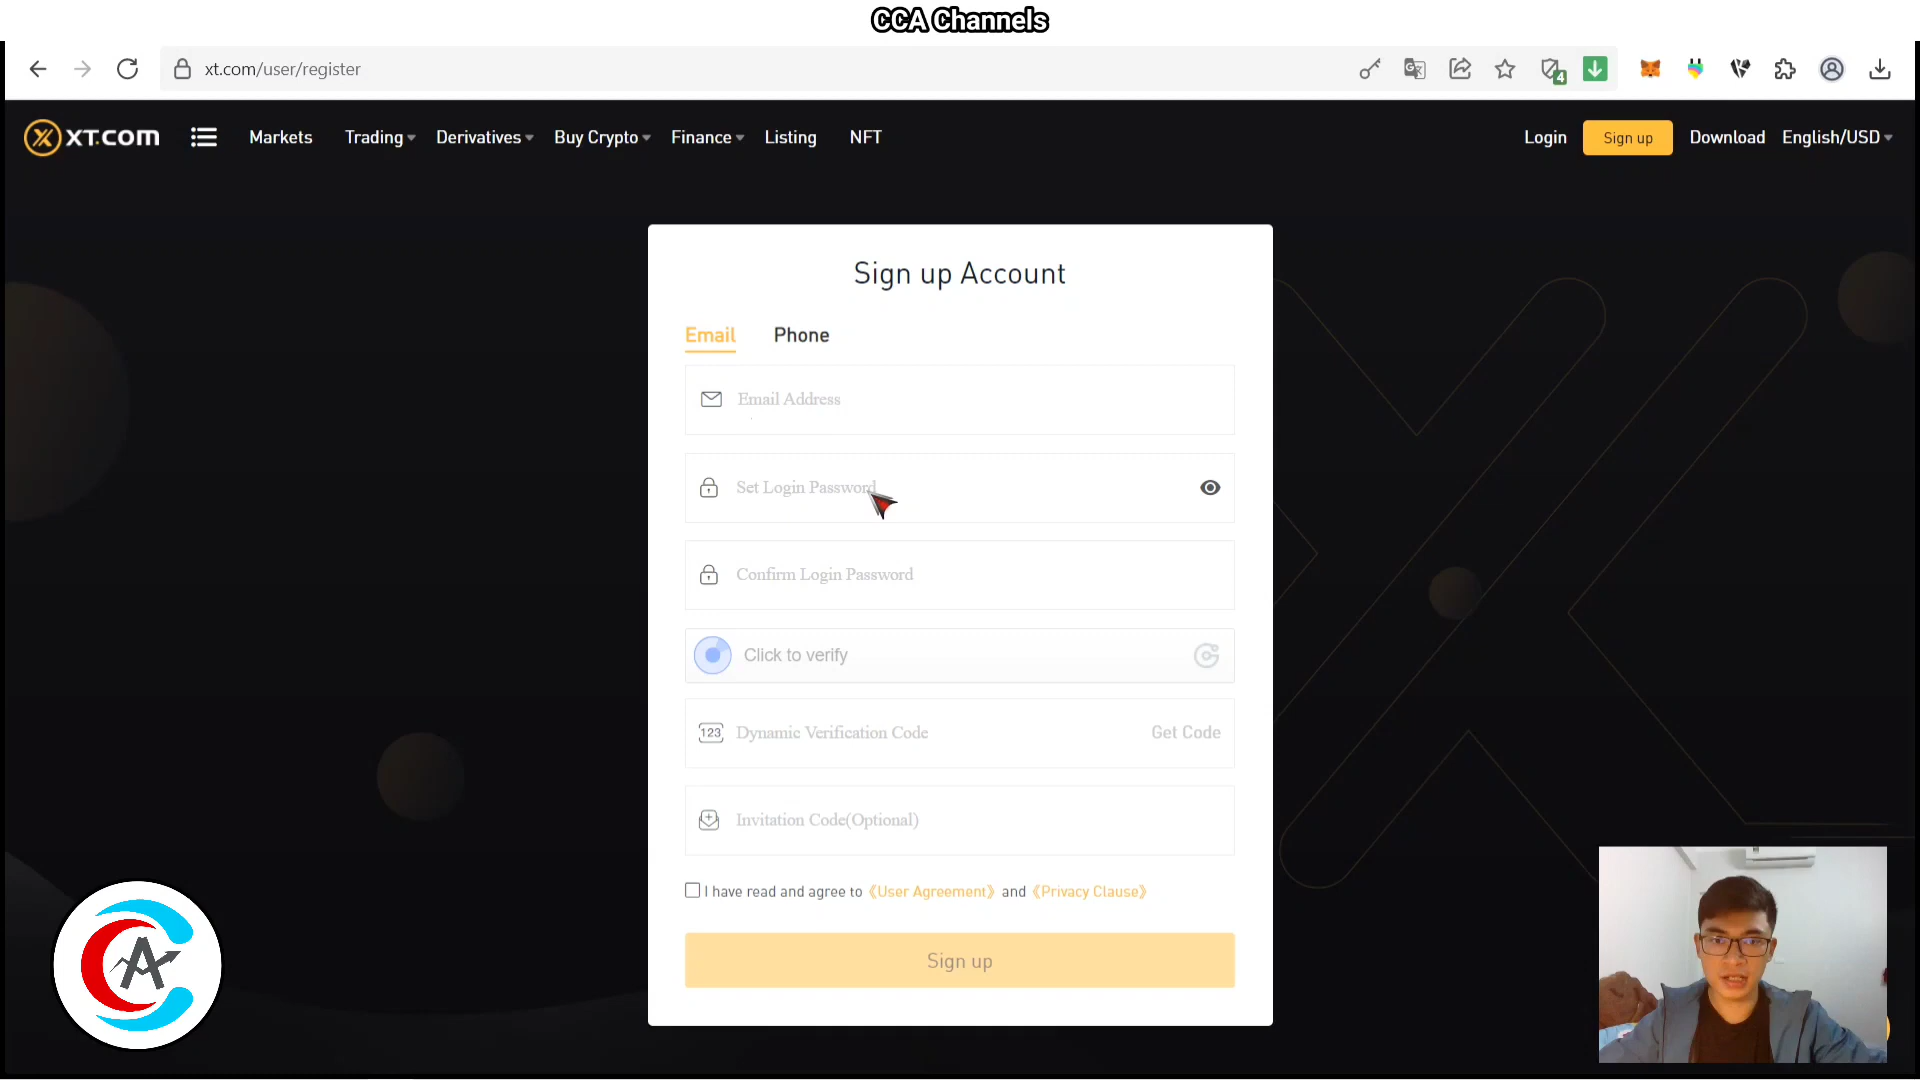 CCA Channels
xt.com/user/register
4
XT.COM
Markets
Trading
Derivatives
Buy Crypto
Finance
Listing
NFT
Login
Sign up
Download
English/USD
Sign up Account
Email
Phone
Email Address
Set Login Password
Confirm Login Password
Click to verify
123
Dynamic Verification Code
Get Code
Invitation Code(Optional)
I have read and agree to 《User Agreement》 and 《Privacy Clause》
Sign up
CA